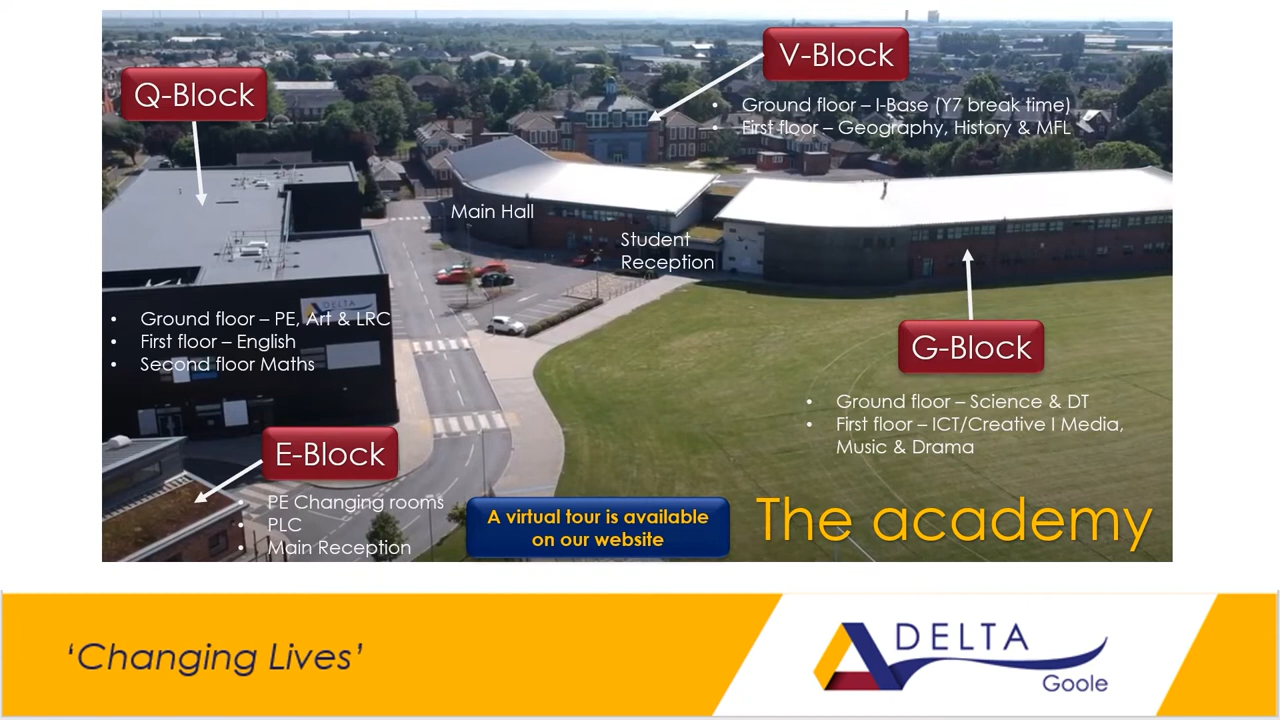 V-Block
Q-Block
• Ground floor – I-Base (Y7 break time)
• First floor – Geography, History & MFL
Main Hall
Student
Reception
DELTA
• Ground floor – PE, Art & LRC
• First floor – English
• Second floor Maths
G-Block
• Ground floor – Science & DT
• First floor – ICT/Creative I Media,
Music & Drama
E-Block
• PE Changing rooms
• PLC
• Main Reception
A virtual tour is available
on our website
The academy
‘Changing Lives’
DELTA
Goole